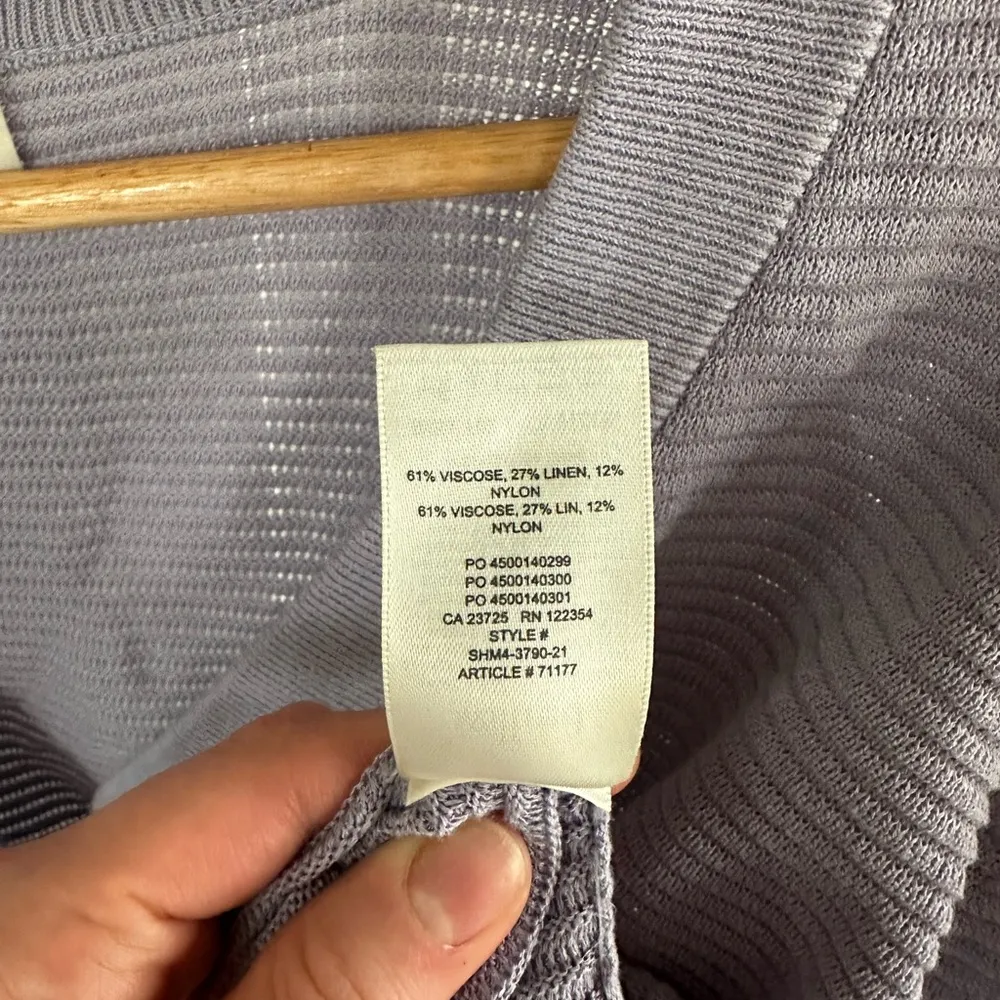 61% VISCOSE, 27% LINEN, 12%
NYLON
61% VISCOSE, 27% LIN, 12%
NYLON
PO 4500140299
PO 4500140300
PO 4500140301
CA 23725 RN 122354
STYLE #
SHM4-3790-21
ARTICLE # 71177